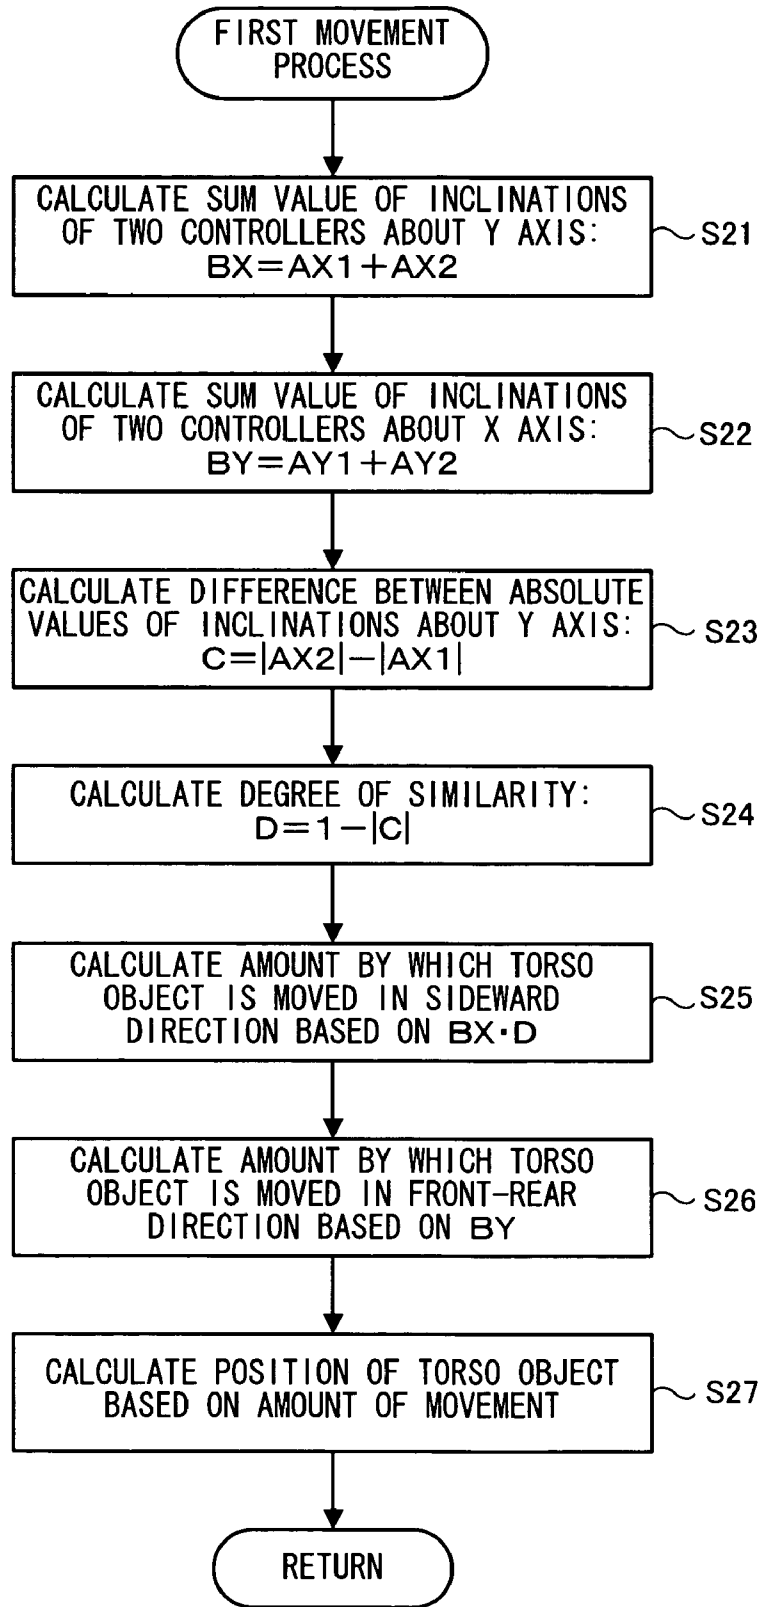 FIRST MOVEMENT
PROCESS
CALCULATE SUM VALUE OF INCLINATIONS
OF TWO CONTROLLERS ABOUT Y AXIS:
BX=AX1+AX2
S21
CALCULATE SUM VALUE OF INCLINATIONS
OF TWO CONTROLLERS ABOUT X AXIS:
BY=AY1+AY2
S22
CALCULATE DIFFERENCE BETWEEN ABSOLUTE
VALUES OF INCLINATIONS ABOUT Y AXIS:
C=|AX2|-|AX1|
S23
CALCULATE DEGREE OF SIMILARITY:
D=1-|C|
S24
CALCULATE AMOUNT BY WHICH TORSO
OBJECT IS MOVED IN SIDEWARD
DIRECTION BASED ON BX·D
S25
CALCULATE AMOUNT BY WHICH TORSO
OBJECT IS MOVED IN FRONT-REAR
DIRECTION BASED ON BY
S26
CALCULATE POSITION OF TORSO OBJECT
BASED ON AMOUNT OF MOVEMENT
S27
RETURN